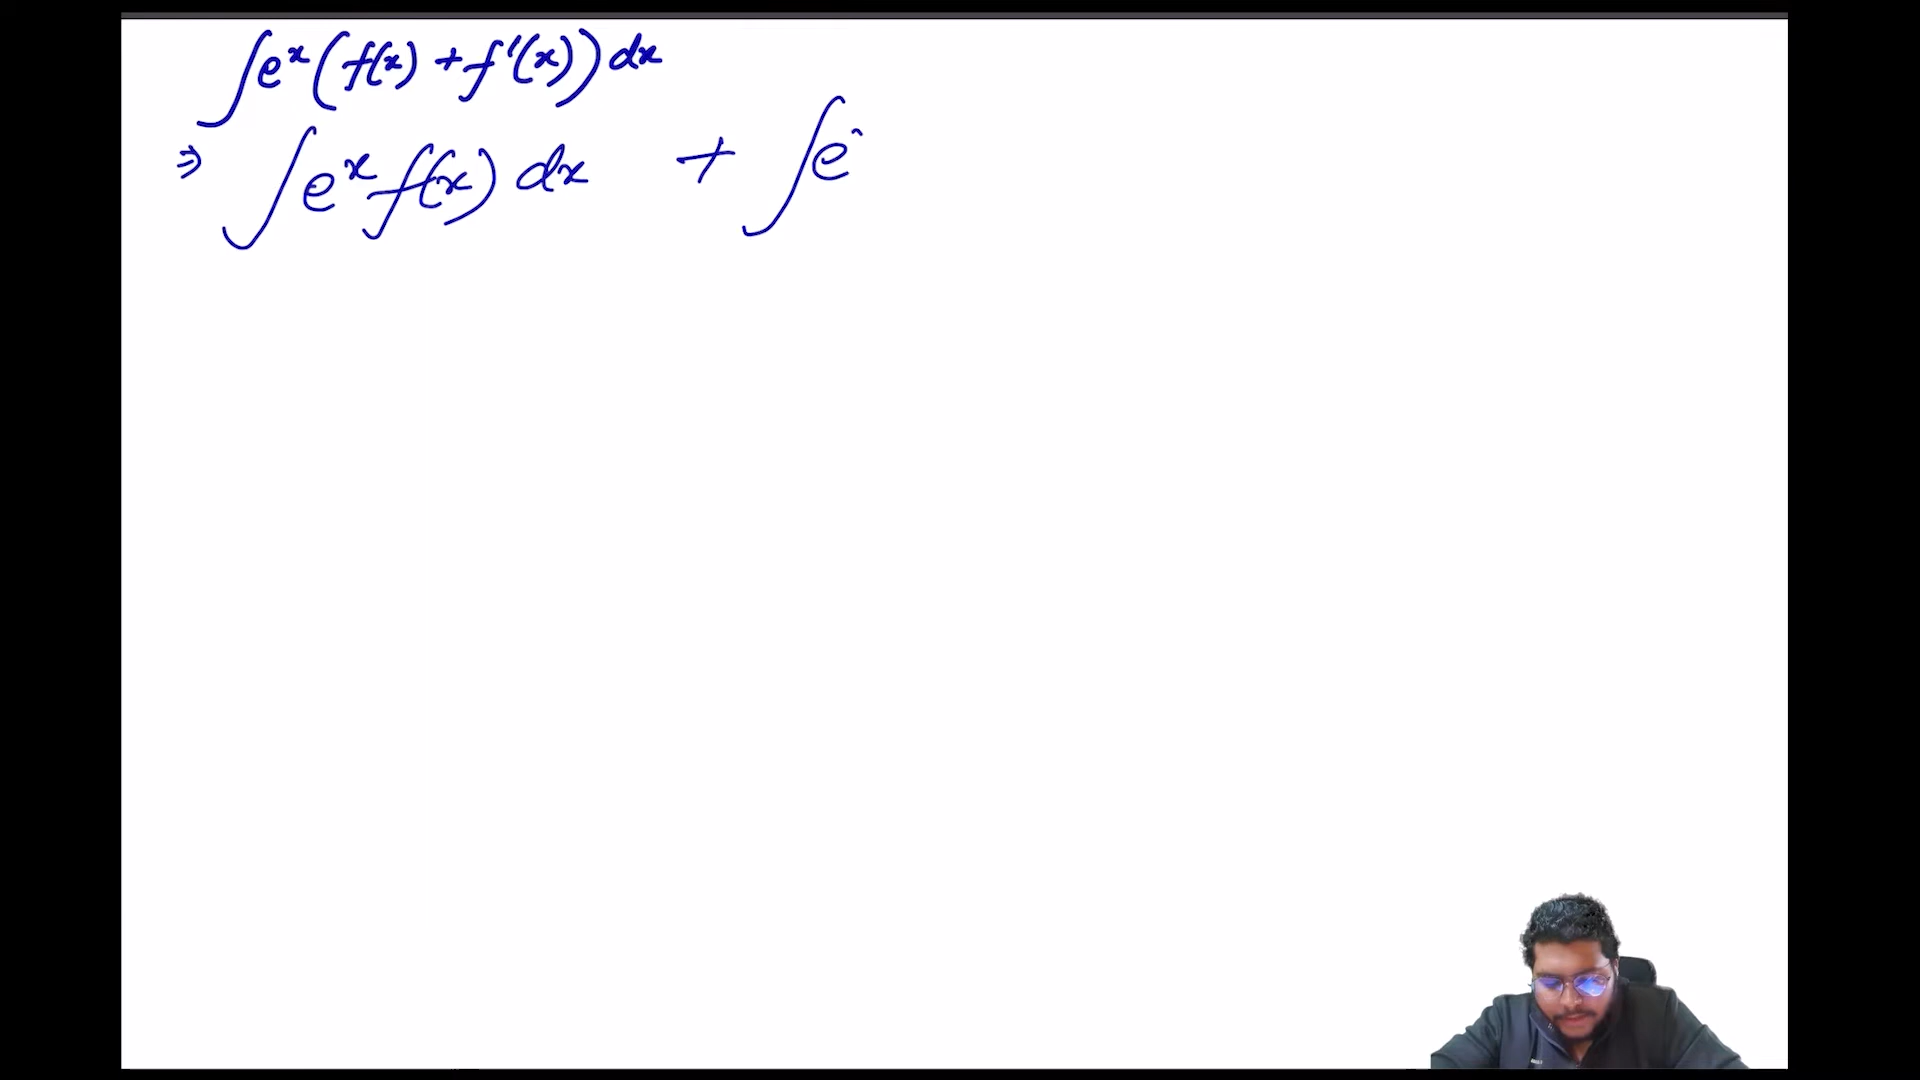 ∫eˣ(f(x) + f'(x)) dx
⇒ ∫eˣ f(x) dx + ∫e